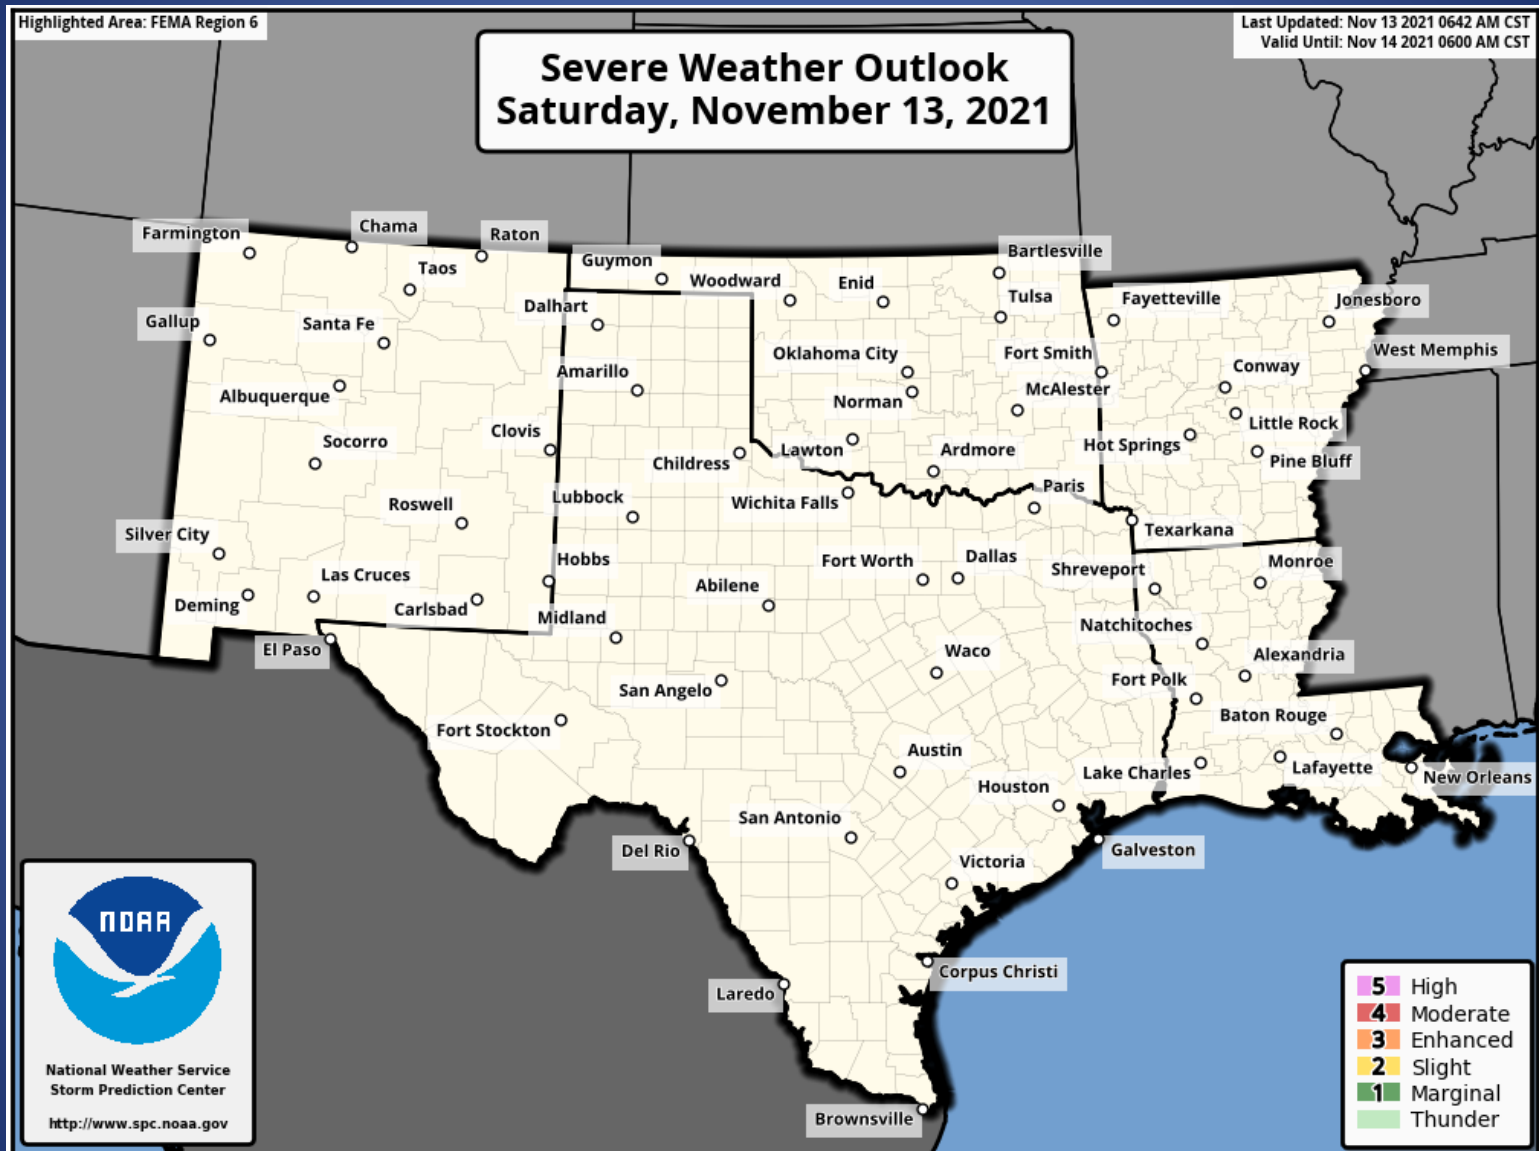 Highlighted Area: FEMA Region 6
Last Updated: Nov 13 2021 0642 AM CST
Valid Until: Nov 14 2021 0600 AM CST
Severe Weather Outlook
Saturday, November 13, 2021
Farmington
Chama
Raton
Taos
Guymon
Woodward
Enid
Bartlesville
Tulsa
Fayetteville
Jonesboro
Gallup
Santa Fe
Dalhart
Oklahoma City
Fort Smith
West Memphis
Albuquerque
Amarillo
Norman
McAlester
Conway
Little Rock
Socorro
Clovis
Childress
Lawton
Ardmore
Hot Springs
Pine Bluff
Roswell
Lubbock
Wichita Falls
Paris
Texarkana
Silver City
Las Cruces
Hobbs
Abilene
Fort Worth
Dallas
Shreveport
Monroe
Deming
Carlsbad
Midland
Natchitoches
El Paso
San Angelo
Waco
Alexandria
Fort Polk
Fort Stockton
Baton Rouge
Austin
Lake Charles
Lafayette
New Orleans
Houston
San Antonio
Del Rio
Galveston
Victoria
Corpus Christi
Laredo
Brownsville
NOAA
National Weather Service
Storm Prediction Center
http://www.spc.noaa.gov
5 High
4 Moderate
3 Enhanced
2 Slight
1 Marginal
Thunder